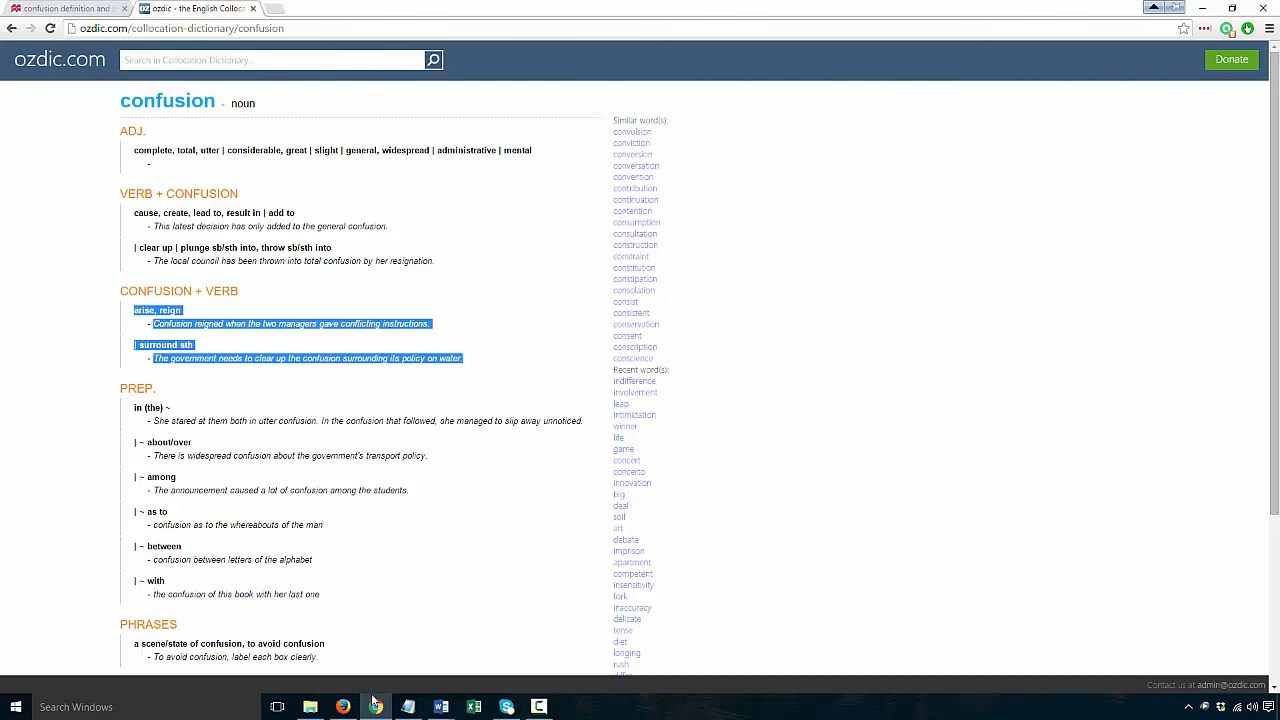 confusion definition and s
ozdic - the English Colloca
ozdic.com/collocation-dictionary/confusion
ozdic.com
Search in Collocation Dictionary...
Donate
confusion - noun
ADJ.
complete, total, utter | considerable, great | slight | general, widespread | administrative | mental
-
VERB + CONFUSION
cause, create, lead to, result in | add to
- This latest decision has only added to the general confusion.
| clear up | plunge sb/sth into, throw sb/sth into
- The local council has been thrown into total confusion by her resignation.
CONFUSION + VERB
arise, reign
- Confusion reigned when the two managers gave conflicting instructions.
| surround sth
- The government needs to clear up the confusion surrounding its policy on water.
PREP.
in (the) ~
- She stared at them both in utter confusion. In the confusion that followed, she managed to slip away unnoticed.
| ~ about/over
- There is widespread confusion about the government's transport policy.
| ~ among
- The announcement caused a lot of confusion among the students.
| ~ as to
- confusion as to the whereabouts of the man
| ~ between
- confusion between letters of the alphabet
| ~ with
- the confusion of this book with her last one
PHRASES
a scene/state of confusion, to avoid confusion
- To avoid confusion, label each box clearly.
Similar word(s):
convulsion
conviction
conversion
conversation
convention
contribution
continuation
contention
consumption
consultation
construction
constraint
constitution
constipation
consolation
consist
consistent
conservation
consent
conscription
conscience
Recent word(s):
indifference
involvement
leap
intimidation
winner
life
game
concert
concerto
innovation
big
deal
soil
art
debate
imprison
apartment
competent
insensitivity
fork
inaccuracy
delicate
tense
diet
longing
rush
Contact us at admin@ozdic.com
Search Windows